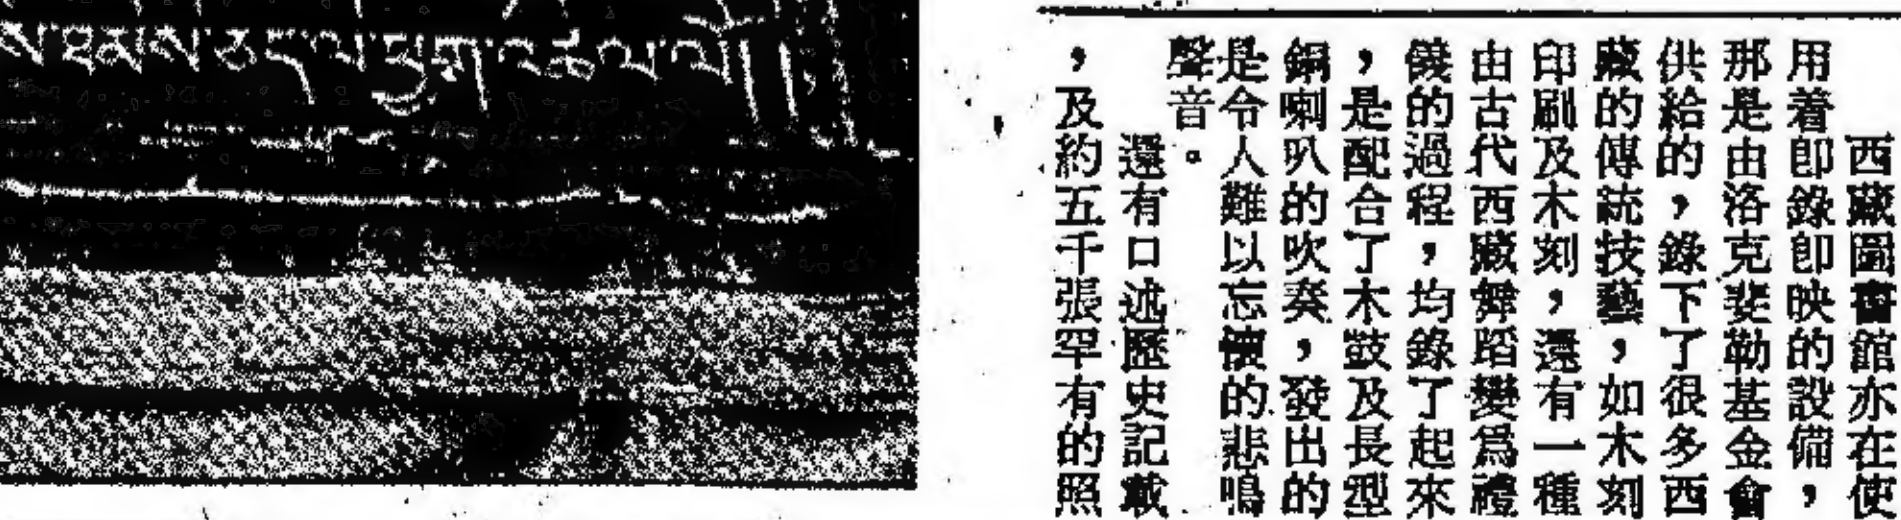 西藏圖書館亦在使
用着卽錄卽映的設備，
那是由洛克斐勒基金會
供給的，錄下了很多西
藏的傳統技藝，如木刻
印刷及木刻，還有一種
由古代西藏舞蹈變爲禮
儀的過程，均錄了起來
，是配合了木鼓及長型
銅喇叭的吹奏，發出的
是令人難以忘懷的悲鳴
聲音。
還有口述歷史記載
，及約五千張罕有的照